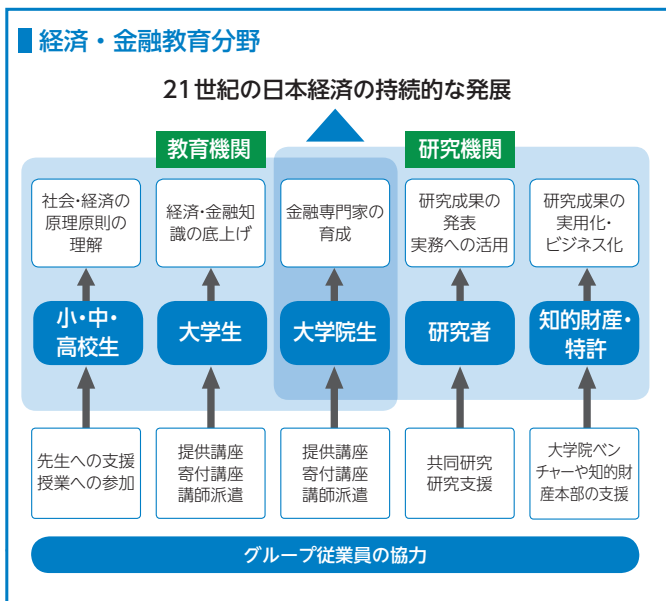 経済・金融教育分野
21世紀の日本経済の持続的な発展
教育機関
研究機関
社会・経済の
原理原則の
理解
経済・金融知
識の底上げ
金融専門家の
育成
研究成果の
発表
実務への活用
研究成果の
実用化・
ビジネス化
小・中・
高校生
大学生
大学院生
研究者
知的財産・
特許
先生への支援
授業への参加
提供講座
寄付講座
講師派遣
提供講座
寄付講座
講師派遣
共同研究
研究支援
大学院ベン
チャーや知的財
産本部の支援
グループ従業員の協力